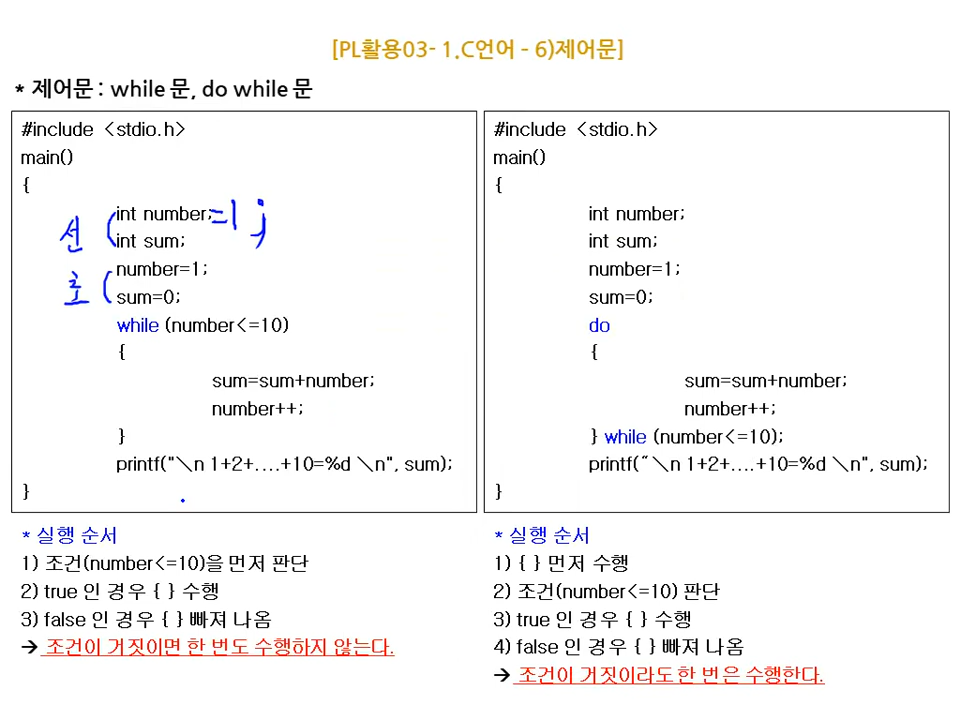 [PL활용03- 1.C언어 - 6)제어문]
* 제어문 : while 문, do while 문
#include <stdio.h>
main()
{
int number; =1;
선 ( int sum;
number=1;
초 ( sum=0;
while (number<=10)
{
sum=sum+number;
number++;
}
printf("\n 1+2+....+10=%d \n", sum);
}
* 실행 순서
1) 조건(number<=10)을 먼저 판단
2) true 인 경우 { } 수행
3) false 인 경우 { } 빠져 나옴
→ 조건이 거짓이면 한 번도 수행하지 않는다.
#include <stdio.h>
main()
{
int number;
int sum;
number=1;
sum=0;
do
{
sum=sum+number;
number++;
} while (number<=10);
printf("\n 1+2+....+10=%d \n", sum);
}
* 실행 순서
1) { } 먼저 수행
2) 조건(number<=10) 판단
3) true 인 경우 { } 수행
4) false 인 경우 { } 빠져 나옴
→ 조건이 거짓이라도 한 번은 수행한다.